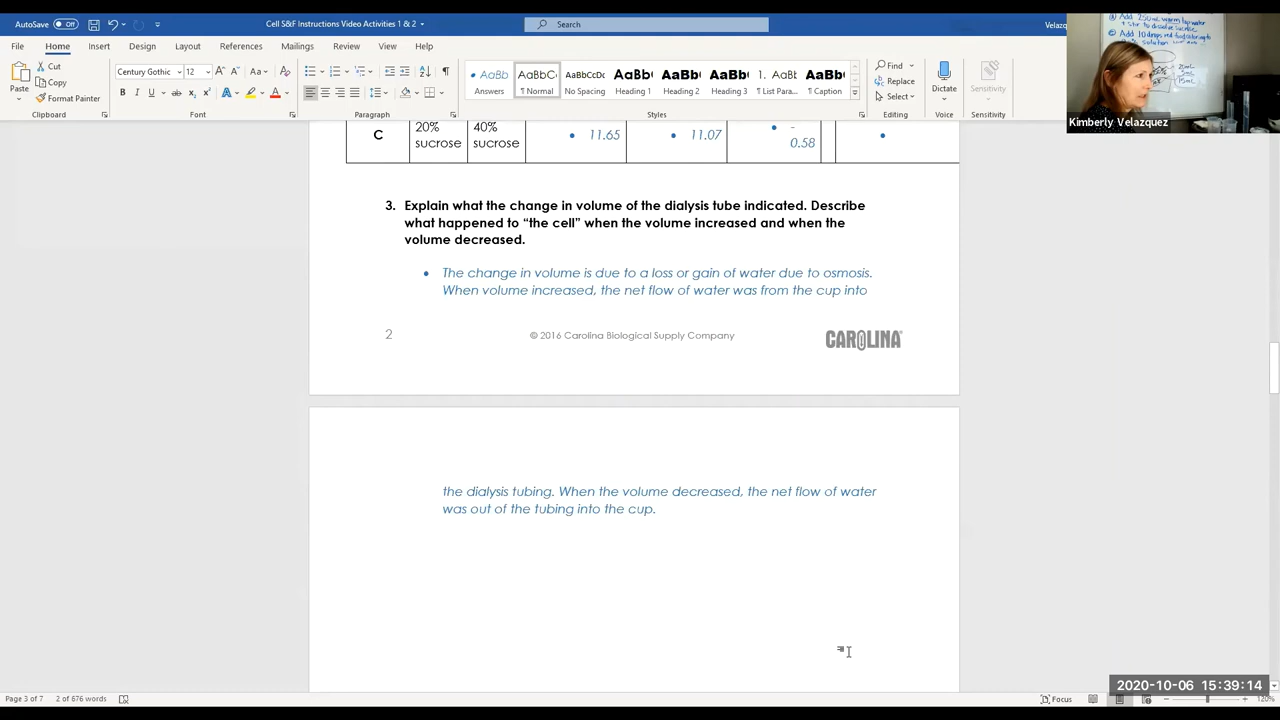 AutoSave
Off
Cell S&F Instructions Video Activities 1 & 2
Search
File
Home
Insert
Design
Layout
References
Mailings
Review
View
Help
Paste
Cut
Copy
Format Painter
Clipboard
Century Gothic
12
Font
Paragraph
AaBb
Answers
AaBbC
¶ Normal
AaBbCcDc
No Spacing
AaBb
Heading 1
AaBb
Heading 2
AaBb
Heading 3
1. AaBb
¶ List Para...
AaBb
¶ Caption
Styles
Find
Replace
Select
Editing
Dictate
Voice
Sensitivity
Sensitivity
Kimberly Velazquez
C
20% sucrose
40% sucrose
• 11.65
• 11.07
• -0.58
•
3. Explain what the change in volume of the dialysis tube indicated. Describe
what happened to “the cell” when the volume increased and when the
volume decreased.
• The change in volume is due to a loss or gain of water due to osmosis.
When volume increased, the net flow of water was from the cup into
2
© 2016 Carolina Biological Supply Company
CAROLINA®
the dialysis tubing. When the volume decreased, the net flow of water
was out of the tubing into the cup.
Page 3 of 7
2 of 676 words
Focus
120%
2020-10-06 15:39:14